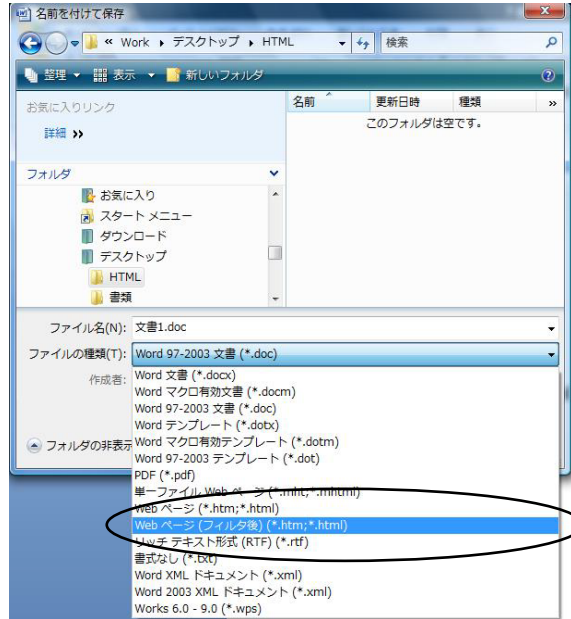 名前を付けて保存
« Work ▸ デスクトップ ▸ HTML
検索
整理 表示 新しいフォルダ
お気に入りリンク
詳細 »
名前 更新日時 種類 »
このフォルダは空です。
フォルダ
お気に入り
スタート メニュー
ダウンロード
デスクトップ
HTML
書類
ファイル名(N): 文書1.doc
ファイルの種類(T): Word 97-2003 文書 (*.doc)
作成者:
フォルダの非表示
Word 文書 (*.docx)
Word マクロ有効文書 (*.docm)
Word 97-2003 文書 (*.doc)
Word テンプレート (*.dotx)
Word マクロ有効テンプレート (*.dotm)
Word 97-2003 テンプレート (*.dot)
PDF (*.pdf)
単一ファイル Web ページ (*.mht;*.mhtml)
Web ページ (*.htm;*.html)
Web ページ (フィルタ後) (*.htm;*.html)
リッチ テキスト形式 (RTF) (*.rtf)
書式なし (*.txt)
Word XML ドキュメント (*.xml)
Word 2003 XML ドキュメント (*.xml)
Works 6.0 - 9.0 (*.wps)